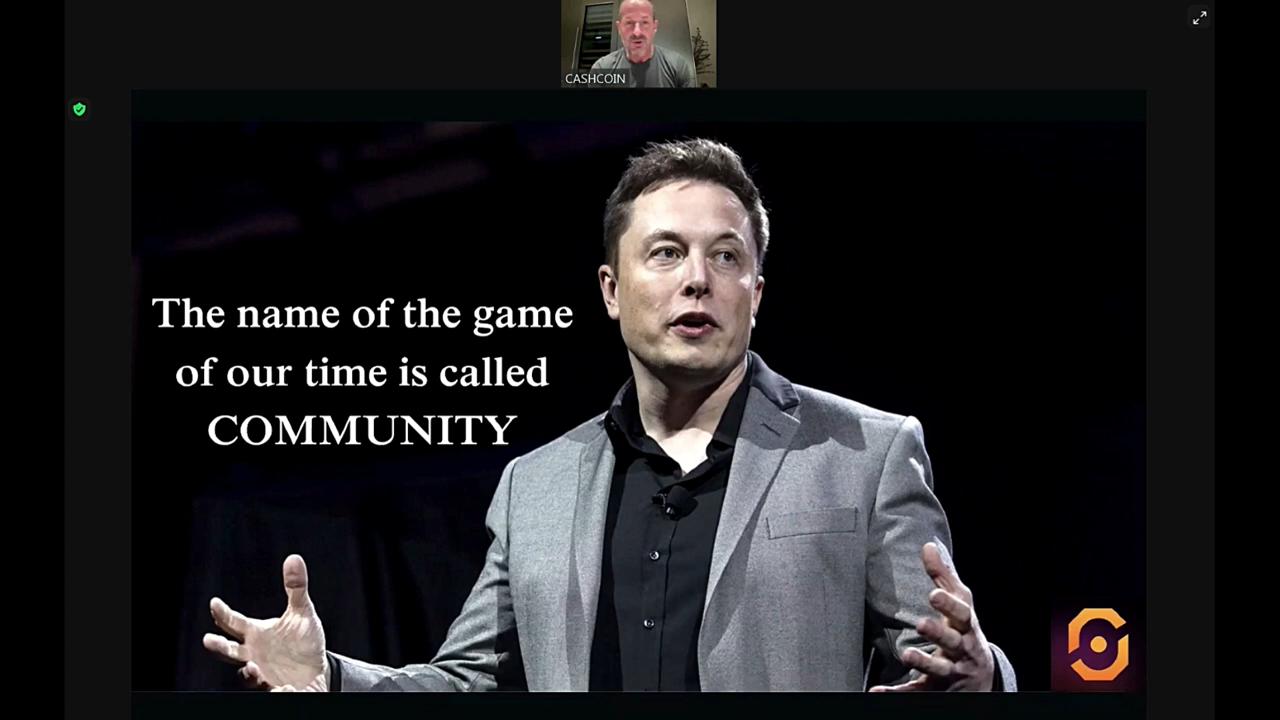 CASHCOIN
The name of the game
of our time is called
COMMUNITY